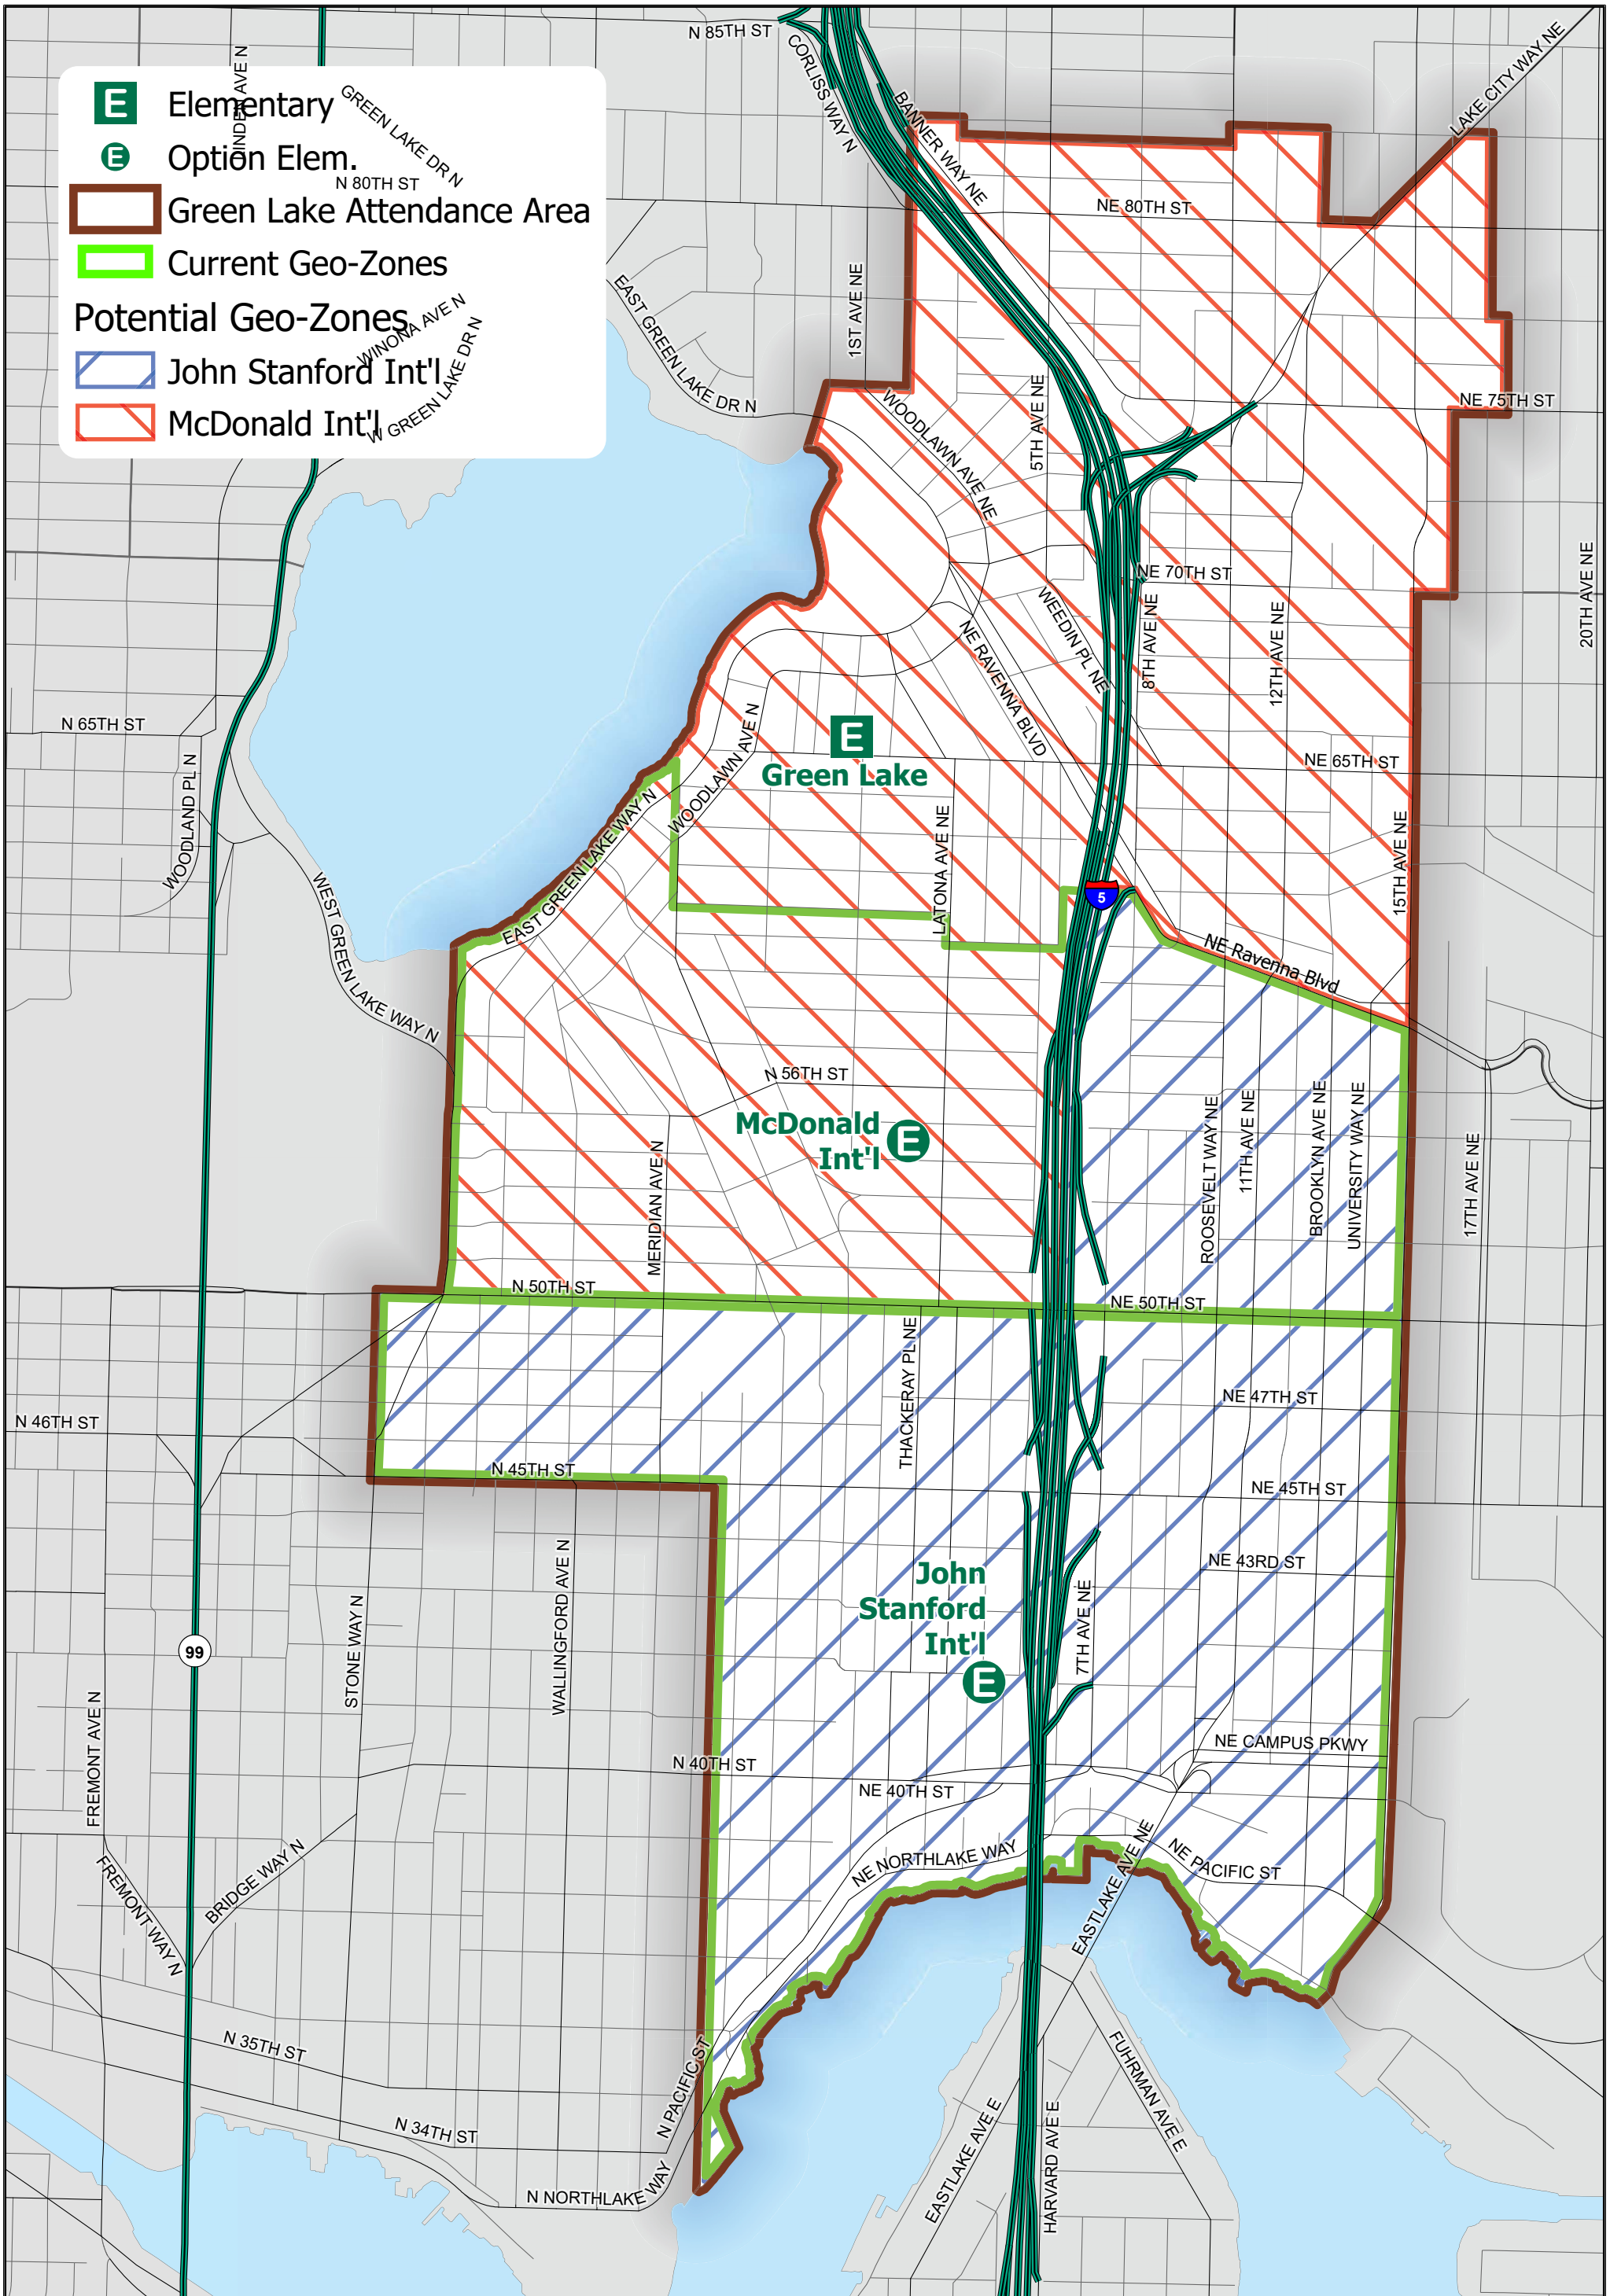 N 85TH ST
CORLISS WAY N
BANNER WAY NE
LAKE CITY WAY NE
E Elementary
E Option Elem.
Green Lake Attendance Area
Current Geo-Zones
Potential Geo-Zones
John Stanford Int'l
McDonald Int'l
INDEN AVE N
GREEN LAKE DR N
N 80TH ST
WINONA AVE N
W GREEN LAKE DR N
NE 80TH ST
1ST AVE NE
EAST GREEN LAKE DR N
5TH AVE NE
NE 75TH ST
WOODLAWN AVE NE
20TH AVE NE
NE 70TH ST
WEEDIN PL NE
8TH AVE NE
12TH AVE NE
NE RAVENNA BLVD
N 65TH ST
WOODLAND PL N
WOODLAWN AVE N
E
Green Lake
NE 65TH ST
EAST GREEN LAKE WAY N
LATONA AVE NE
15TH AVE NE
5
WEST GREEN LAKE WAY N
NE Ravenna Blvd
N 56TH ST
McDonald
Int'l
E
MERIDIAN AVE N
ROOSEVELT WAY NE
11TH AVE NE
BROOKLYN AVE NE
UNIVERSITY WAY NE
17TH AVE NE
N 50TH ST
NE 50TH ST
THACKERAY PL NE
NE 47TH ST
N 46TH ST
N 45TH ST
NE 45TH ST
NE 43RD ST
John
Stanford
Int'l
E
7TH AVE NE
WALLINGFORD AVE N
STONE WAY N
99
FREMONT AVE N
NE CAMPUS PKWY
N 40TH ST
NE 40TH ST
NE NORTHLAKE WAY
NE PACIFIC ST
EASTLAKE AVE NE
BRIDGE WAY N
FREMONT WAY N
N 35TH ST
N PACIFIC ST
FUHRMAN AVE E
N 34TH ST
EASTLAKE AVE E
HARVARD AVE E
N NORTHLAKE WAY